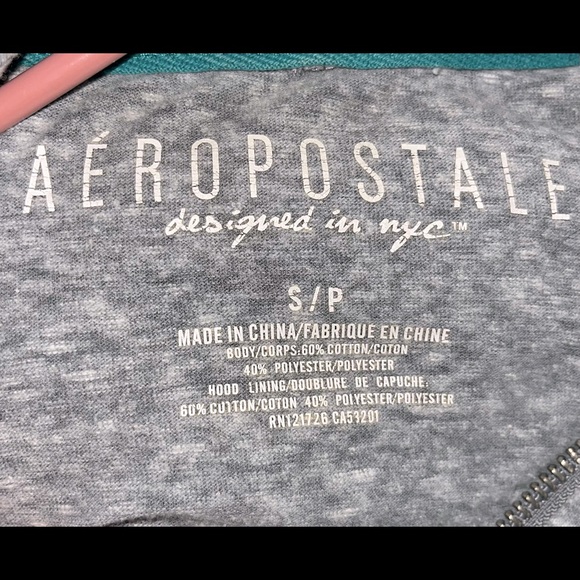 AÉROPOSTALE
designed in nyc™
S/P
MADE IN CHINA/FABRIQUE EN CHINE
BODY/CORPS: 60% COTTON/COTON
40% POLYESTER/POLYESTER
HOOD LINING/DOUBLURE DE CAPUCHE:
60% COTTON/COTON 40% POLYESTER/POLYESTER
RN121726 CA53201